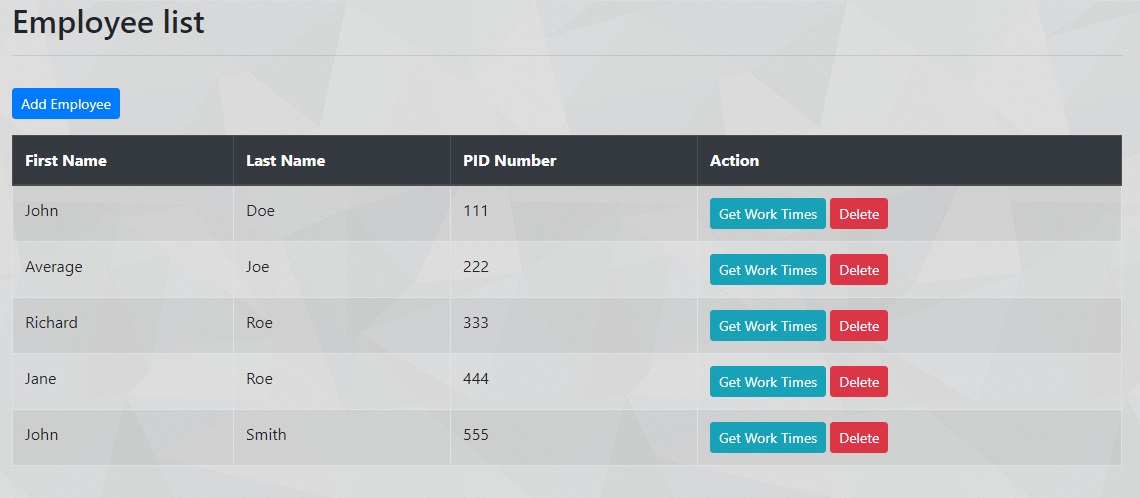 Employee list
Add Employee
First Name Last Name PID Number Action
John Doe 111 Get Work Times Delete
Average Joe 222 Get Work Times Delete
Richard Roe 333 Get Work Times Delete
Jane Roe 444 Get Work Times Delete
John Smith 555 Get Work Times Delete